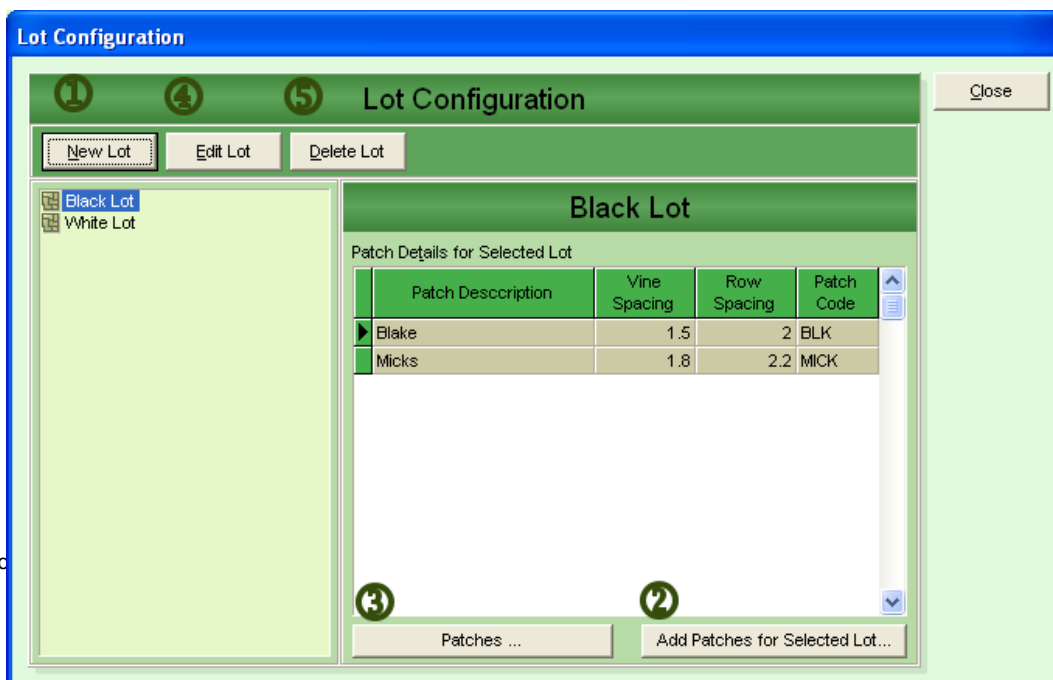 Lot Configuration
① ④ ⑤ Lot Configuration
Close
New Lot Edit Lot Delete Lot
Black Lot
White Lot
Black Lot
Patch Details for Selected Lot
Patch Desccription Vine Spacing Row Spacing Patch Code
Blake 1.5 2 BLK
Micks 1.8 2.2 MICK
③ ②
Patches ... Add Patches for Selected Lot...